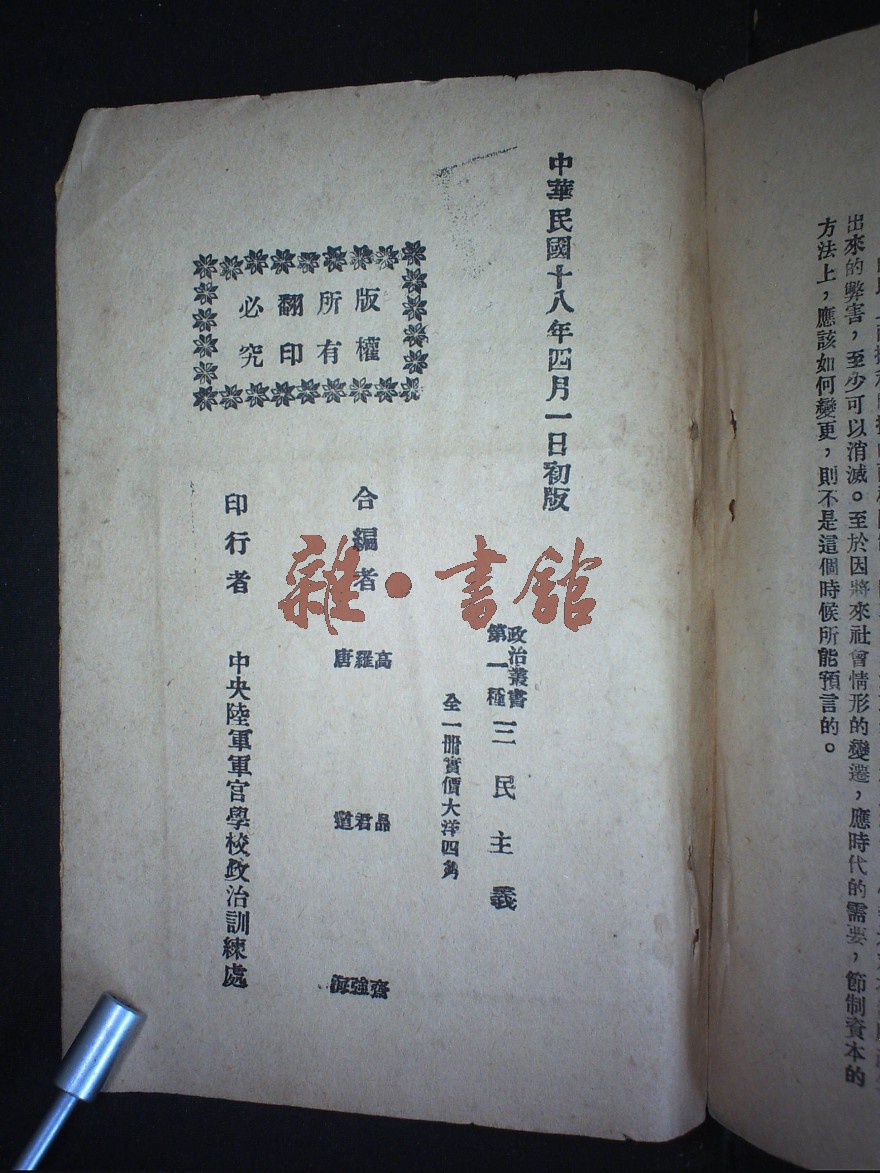 出來的弊害，至少可以消滅。至於因將來社會情形的變遷，應時代的需要，節制資本的
方法上，應該如何變更，則不是這個時候所能預言的。
中華民國十八年四月一日初版
政治叢書
第一種
三民主義
全一冊實價大洋四角
合編者
高晶齋
羅君強
唐道海
印行者
中央陸軍軍官學校政治訓練處
版權
所有
翻印
必究
雜·書館